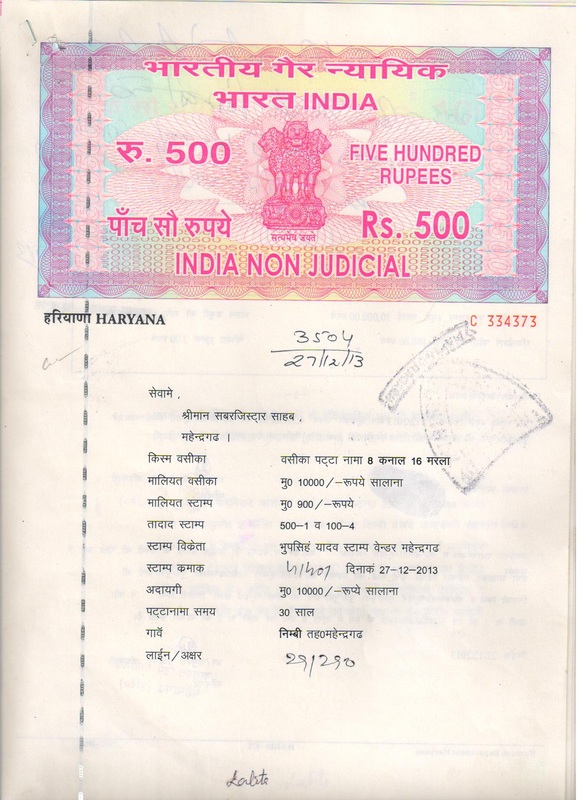 भारतीय गैर न्यायिक
भारत INDIA
रु. 500
FIVE HUNDRED
RUPEES
पाँच सौ रुपये
Rs. 500
सत्यमेव जयते
INDIA NON JUDICIAL
हरियाणा HARYANA
C 334373
3504
27/12/13
सेवामे ,
श्रीमान सबरजिस्ट्रार साहब ,
महेन्द्रगढ ।
किस्म वसीका वसीका पट्टा नामा 8 कनाल 16 मरला
मालियत वसीका मु0 10000/–रूपये सालाना
मालियत स्टाम्प मु0 900/–रूपये
तादाद स्टाम्प 500-1 व 100-4
स्टाम्प विकेता भुपसिहं यादव स्टाम्प वेन्डर महेन्द्रगढ
स्टाम्प कमाक दिनाकं 27-12-2013
अदायगी मु0 10000/–रूप्ये सालाना
पट्टानामा समय 30 साल
गावॅं निम्बी तह0महेन्द्रगढ
लाईन/अक्षर 29/290
Lalita